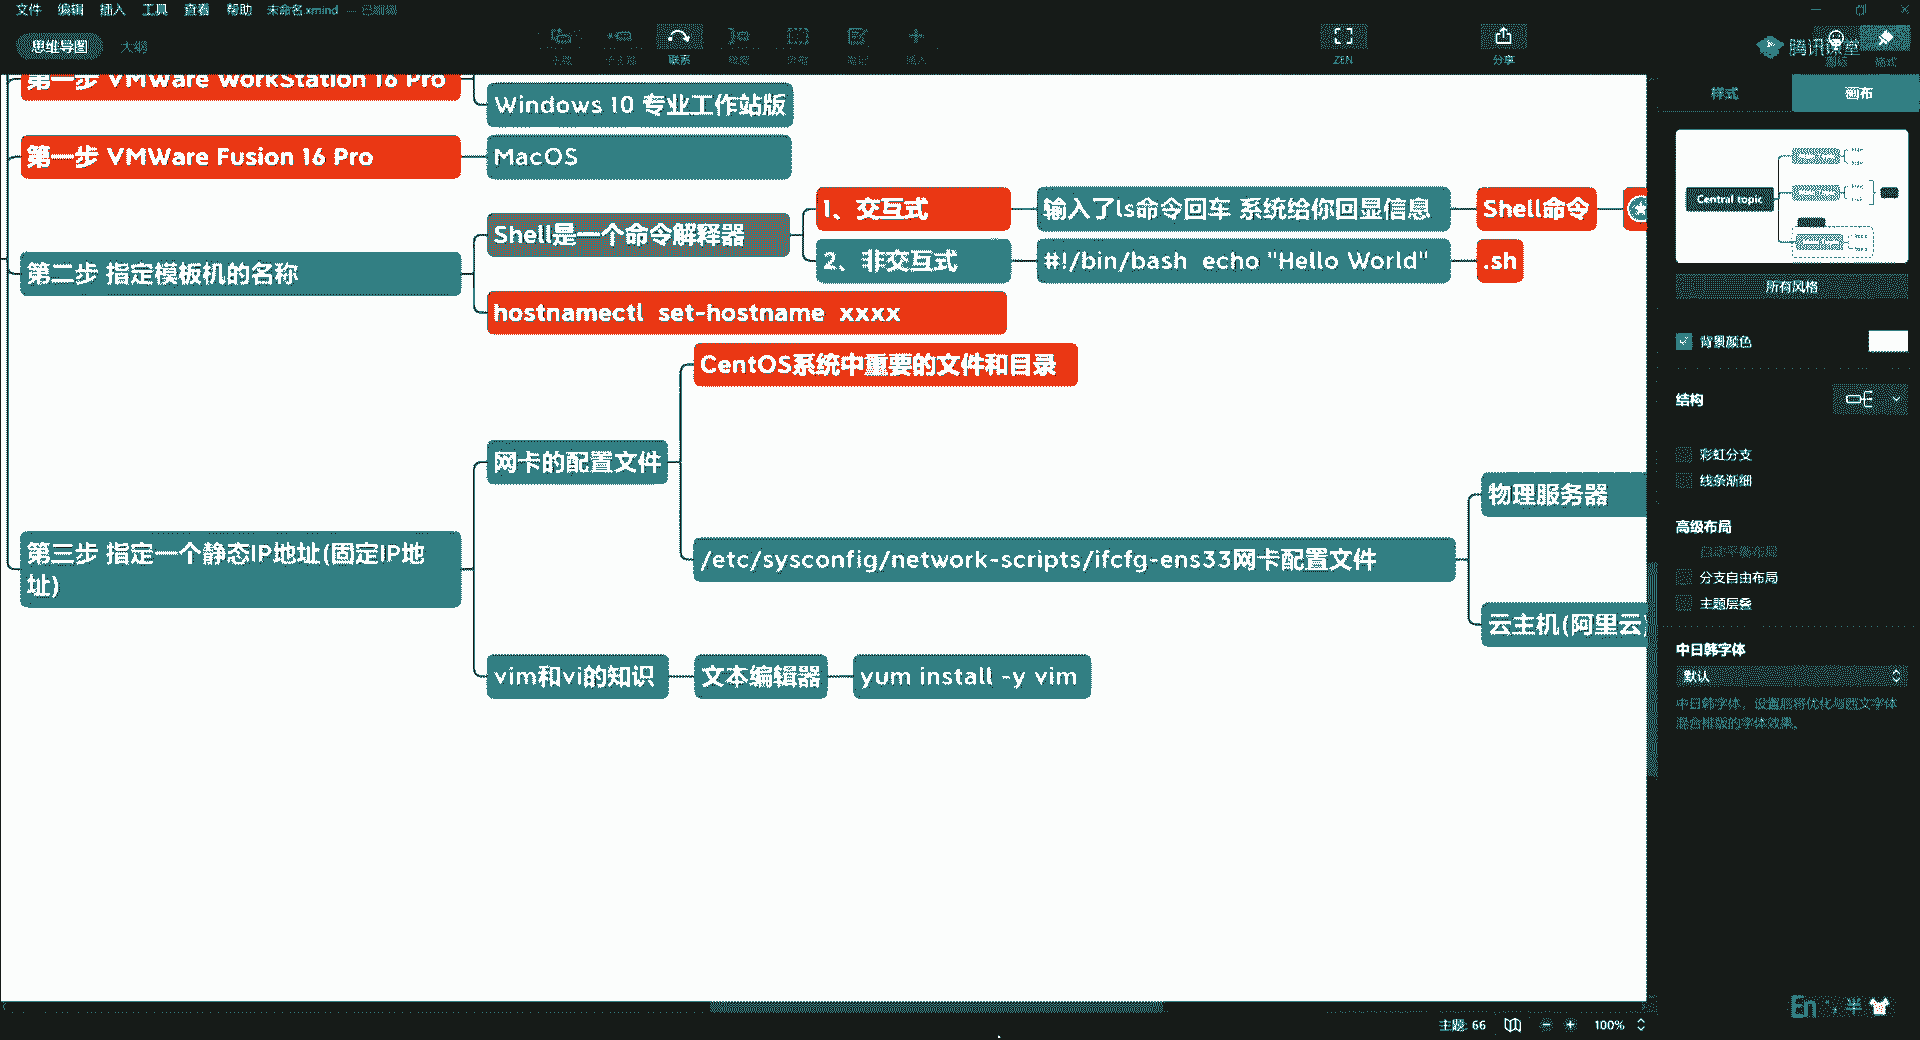 文件 编辑 插入 工具 查看 帮助 未命名.xmind — 已编辑
思维导图 大纲
联系
ZEN
分享
腾讯课堂
格式
第一步 VMWare WorkStation 16 Pro
Windows 10 专业工作站版
第一步 VMWare Fusion 16 Pro
MacOS
第二步 指定模板机的名称
Shell是一个命令解释器
1、交互式
输入了ls命令回车 系统给你回显信息
Shell命令
2、非交互式
#!/bin/bash echo "Hello World"
.sh
hostnamectl set-hostname xxxx
第三步 指定一个静态IP地址(固定IP地
址)
网卡的配置文件
CentOS系统中重要的文件和目录
/etc/sysconfig/network-scripts/ifcfg-ens33网卡配置文件
物理服务器
云主机(阿里云)
vim和vi的知识
文本编辑器
yum install -y vim
样式 画布
Central topic
所有风格
背景颜色
结构
彩虹分支
线条渐细
高级布局
自动平衡布局
分支自由布局
主题层叠
中日韩字体
默认
中日韩字体，设置后将优化与西文字体
混合排版的字体效果。
En 半
主题: 66 100%